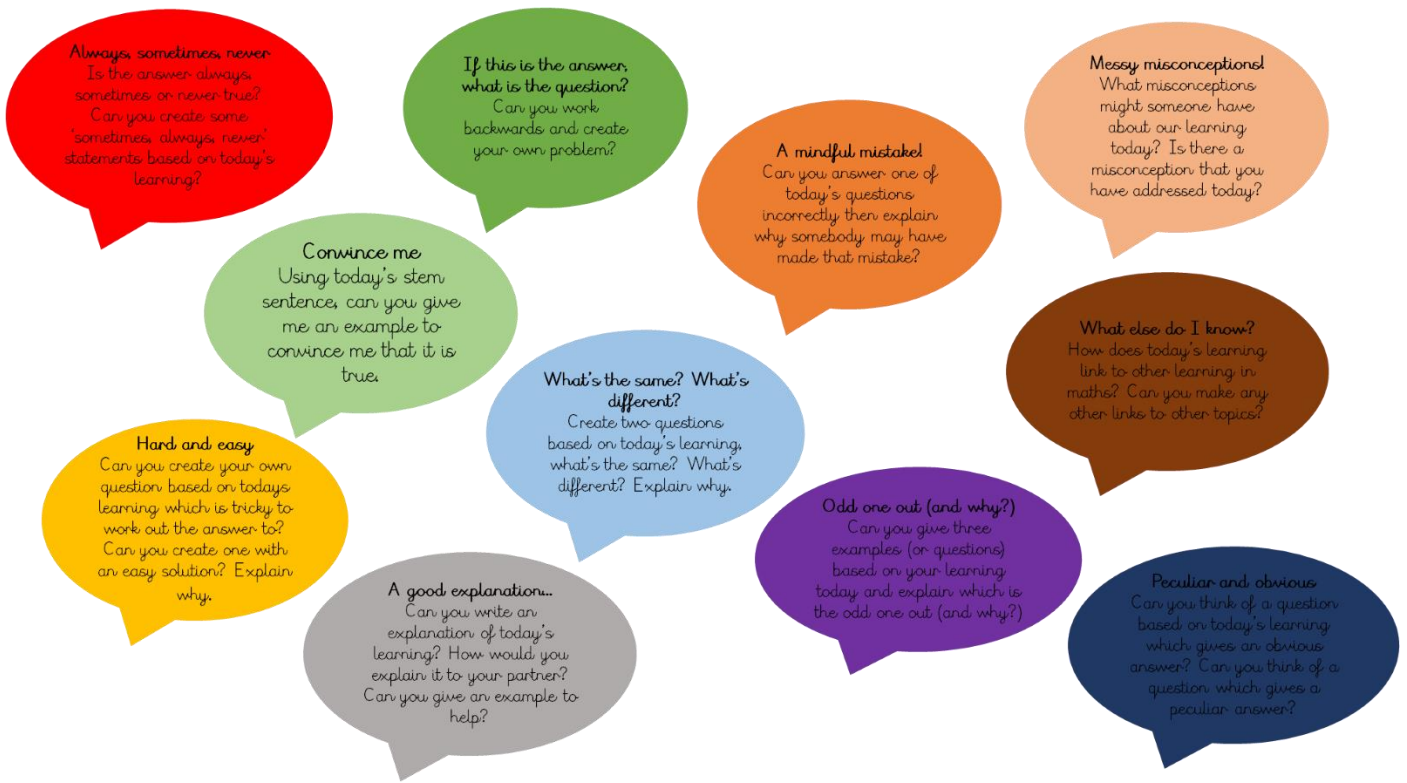 Always, sometimes, never
Is the answer always,
sometimes or never true?
Can you create some
'sometimes, always, never'
statements based on today's
learning?
If this is the answer,
what is the question?
Can you work
backwards and create
your own problem?
A mindful mistake!
Can you answer one of
today's questions
incorrectly then explain
why somebody may have
made that mistake?
Messy misconceptions!
What misconceptions
might someone have
about our learning
today? Is there a
misconception that you
have addressed today?
Convince me
Using today's stem
sentence, can you give
me an example to
convince me that it is
true.
What's the same? What's
different?
Create two questions
based on today's learning,
what's the same? What's
different? Explain why.
What else do I know?
How does today's learning
link to other learning in
maths? Can you make any
other links to other topics?
Hard and easy
Can you create your own
question based on todays
learning which is tricky to
work out the answer to?
Can you create one with
an easy solution? Explain
why.
A good explanation...
Can you write an
explanation of today's
learning? How would you
explain it to your partner?
Can you give an example to
help?
Odd one out (and why?)
Can you give three
examples (or questions)
based on your learning
today and explain which is
the odd one out (and why?)
Peculiar and obvious
Can you think of a question
based on today's learning
which gives an obvious
answer? Can you think of a
question which gives a
peculiar answer?